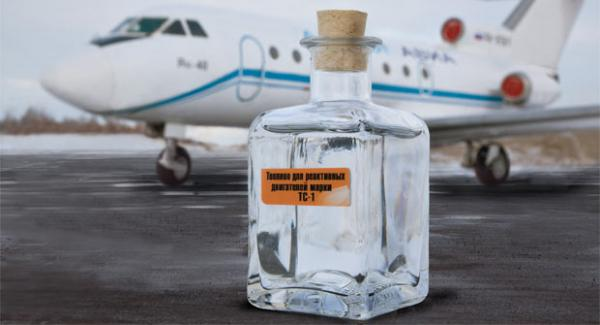 Як-40
Топливо для реактивных
двигателей марки
ТС-1